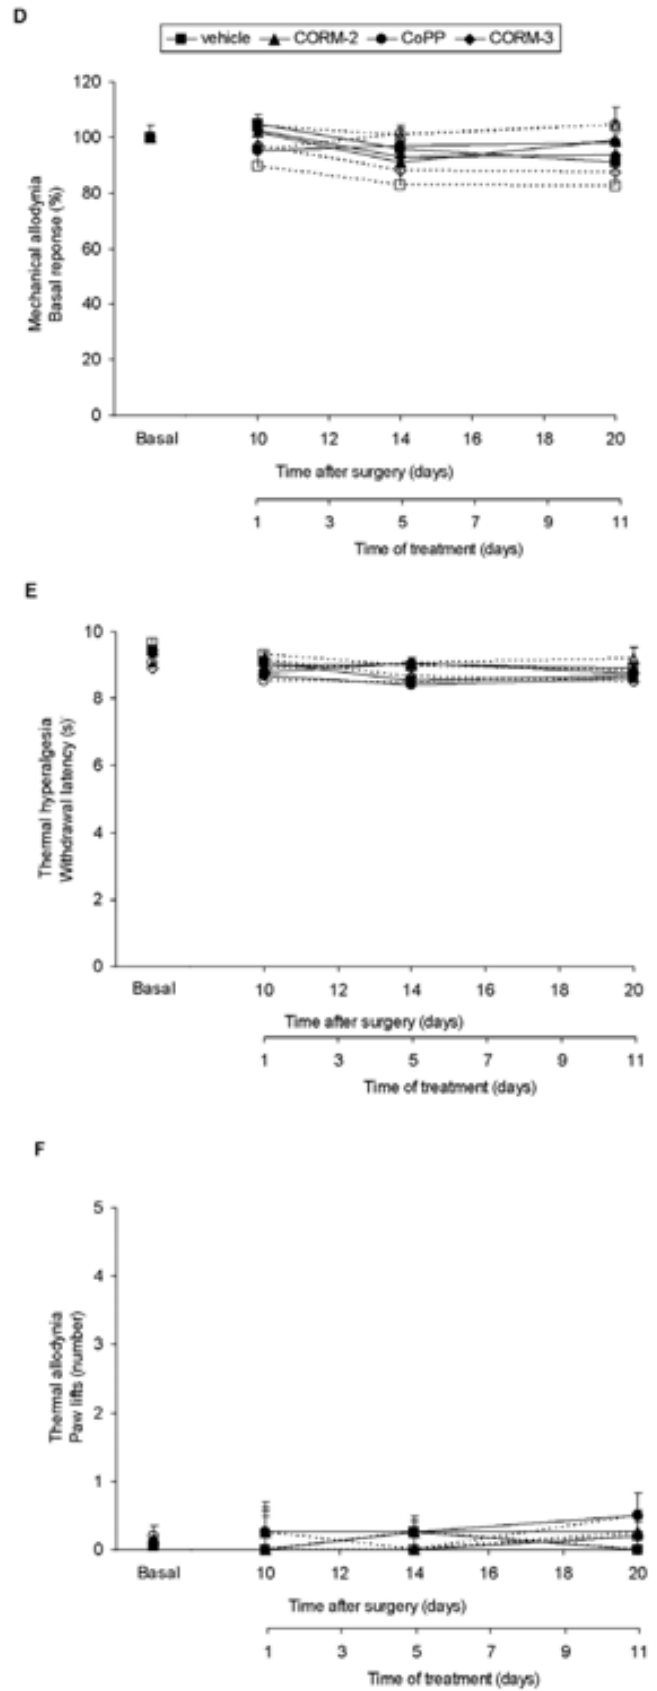 D
vehicle CORM-2 CoPP CORM-3
120
100
80
60
40
20
0
Mechanical allodynia
Basal reponse (%)
Basal 10 12 14 16 18 20
Time after surgery (days)
1 3 5 7 9 11
Time of treatment (days)
E
10
8
6
4
2
0
Thermal hyperalgesia
Withdrawal latency (s)
Basal 10 12 14 16 18 20
Time after surgery (days)
1 3 5 7 9 11
Time of treatment (days)
F
5
4
3
2
1
0
Thermal allodynia
Paw lifts (number)
Basal 10 12 14 16 18 20
Time after surgery (days)
1 3 5 7 9 11
Time of treatment (days)